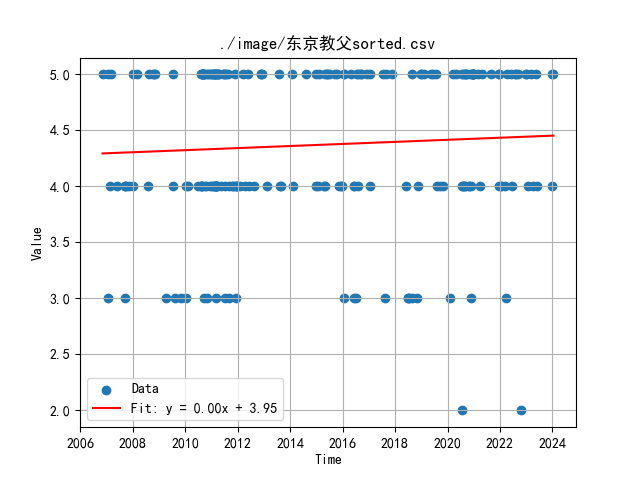 ./image/东京教父sorted.csv
Value
5.0
4.5
4.0
3.5
3.0
2.5
2.0
Data
Fit: y = 0.00x + 3.95
2006 2008 2010 2012 2014 2016 2018 2020 2022 2024
Time